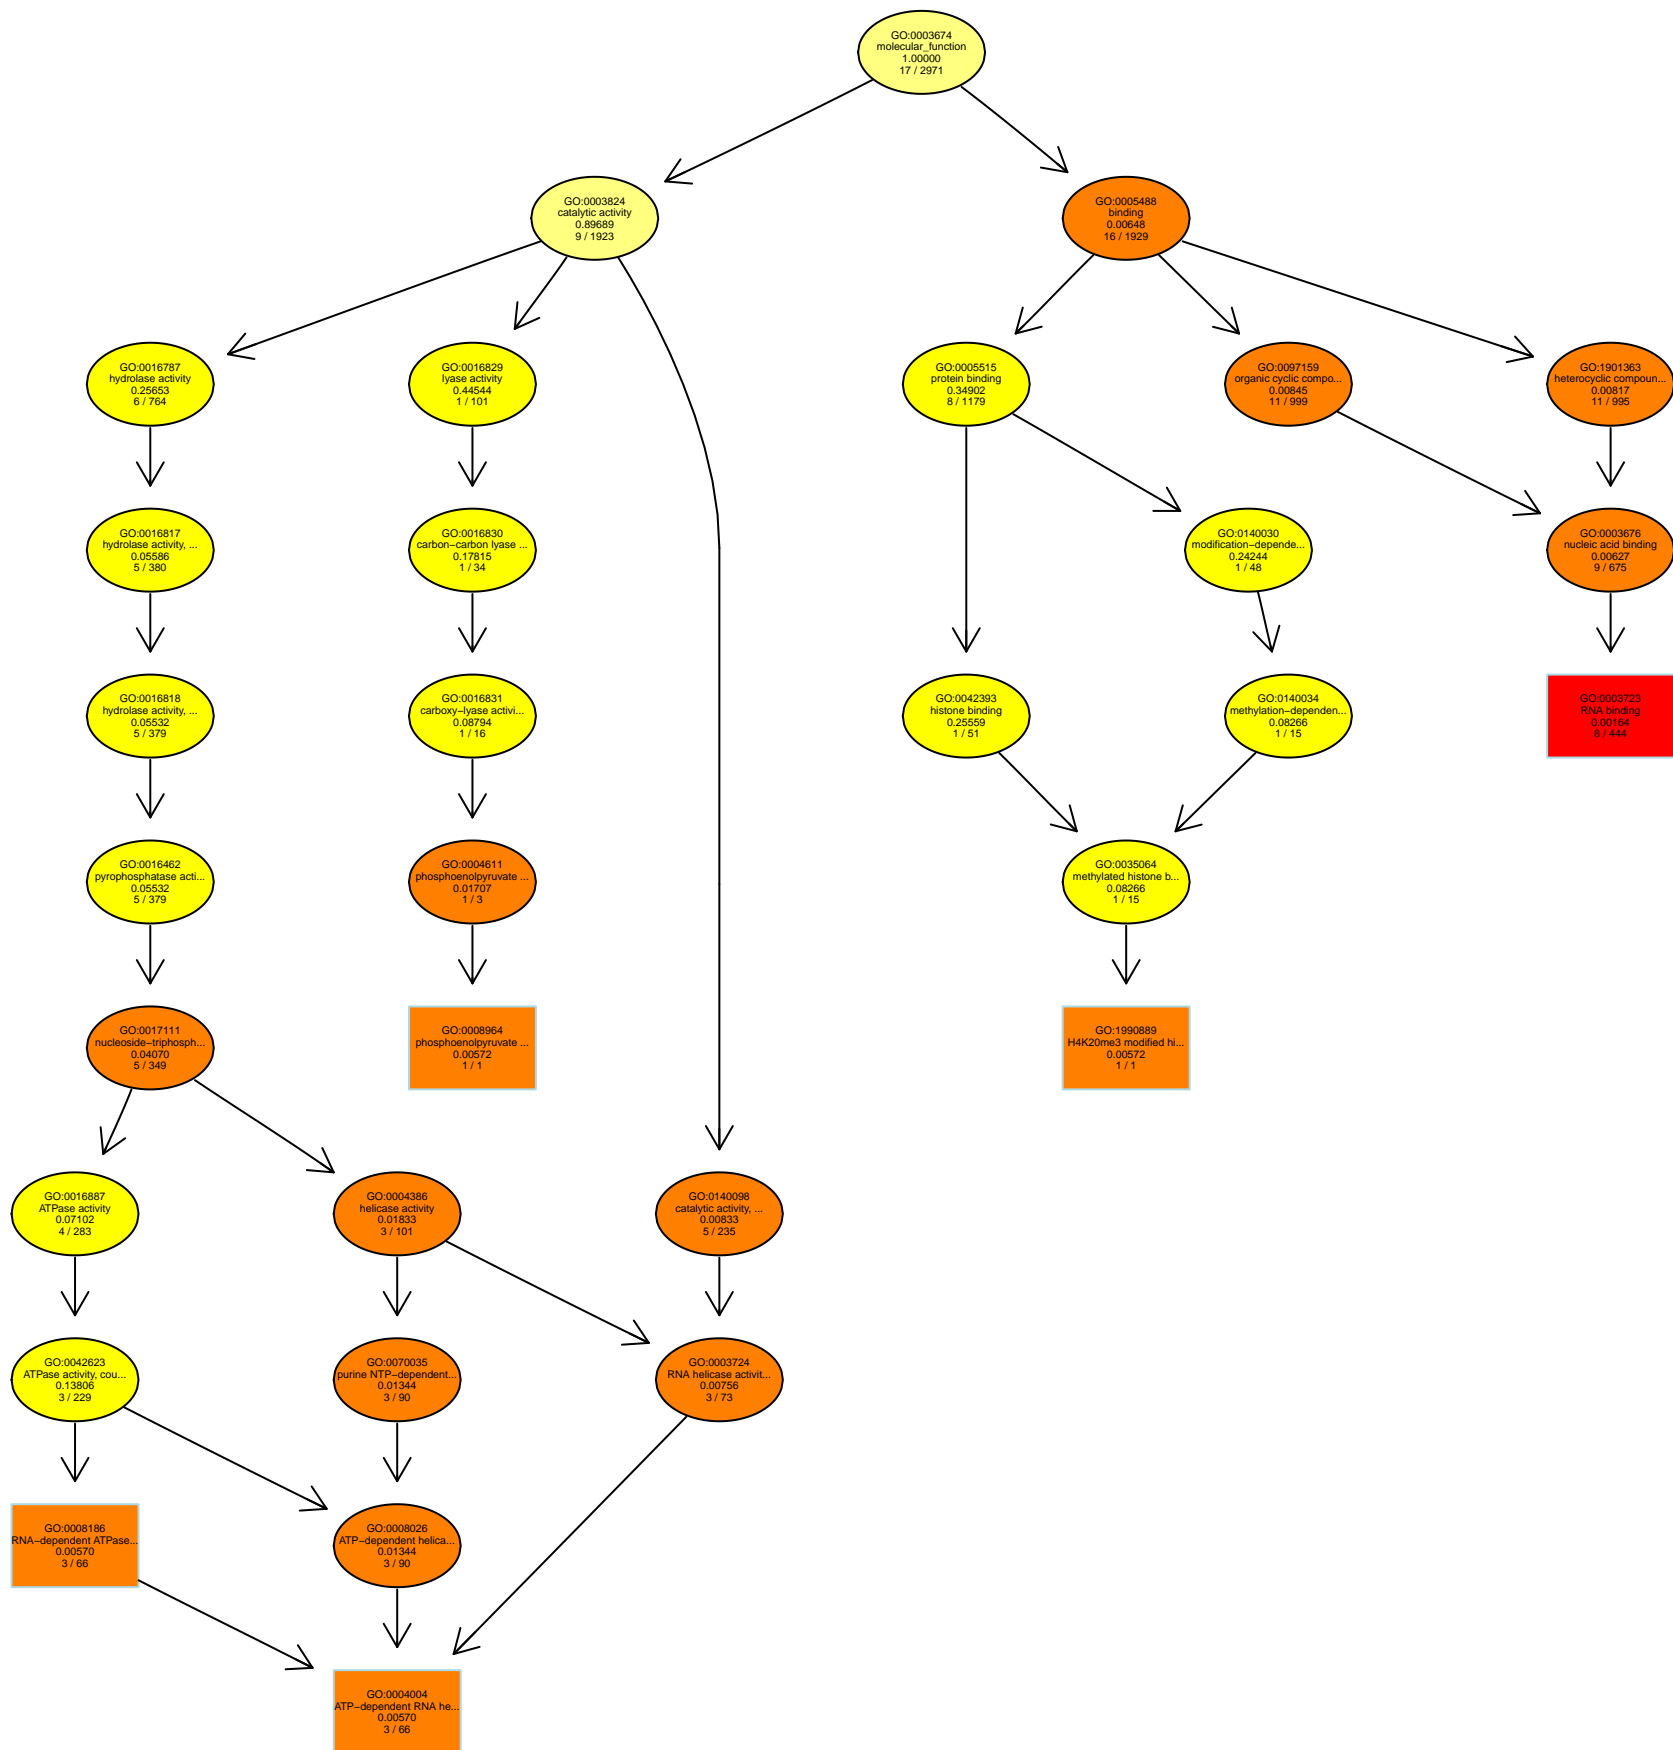 GO:0003674
molecular_function
1.00000
17 / 2971
GO:0003824
catalytic activity
0.89689
9 / 1923
GO:0005488
binding
0.00648
16 / 1929
GO:0016787
hydrolase activity
0.25653
6 / 764
GO:0016829
lyase activity
0.44544
1 / 101
GO:0005515
protein binding
0.34902
8 / 1179
GO:0097159
organic cyclic compo...
0.00845
11 / 999
GO:1901363
heterocyclic compoun...
0.00817
11 / 995
GO:0016817
hydrolase activity, ...
0.05586
5 / 380
GO:0016830
carbon−carbon lyase ...
0.17815
1 / 34
GO:0140030
modification−depende...
0.24244
1 / 48
GO:0003676
nucleic acid binding
0.00627
9 / 675
GO:0016818
hydrolase activity, ...
0.05532
5 / 379
GO:0016831
carboxy−lyase activi...
0.08794
1 / 16
GO:0042393
histone binding
0.25559
1 / 51
GO:0140034
methylation−dependen...
0.08266
1 / 15
GO:0003723
RNA binding
0.00164
8 / 444
GO:0016462
pyrophosphatase acti...
0.05532
5 / 379
GO:0004611
phosphoenolpyruvate ...
0.01707
1 / 3
GO:0035064
methylated histone b...
0.08266
1 / 15
GO:0017111
nucleoside−triphosph...
0.04070
5 / 349
GO:0008964
phosphoenolpyruvate ...
0.00572
1 / 1
GO:1990889
H4K20me3 modified hi...
0.00572
1 / 1
GO:0016887
ATPase activity
0.07102
4 / 283
GO:0004386
helicase activity
0.01833
3 / 101
GO:0140098
catalytic activity, ...
0.00833
5 / 235
GO:0042623
ATPase activity, cou...
0.13806
3 / 229
GO:0070035
purine NTP−dependent...
0.01344
3 / 90
GO:0003724
RNA helicase activit...
0.00756
3 / 73
GO:0008186
RNA−dependent ATPase...
0.00570
3 / 66
GO:0008026
ATP−dependent helica...
0.01344
3 / 90
GO:0004004
ATP−dependent RNA he...
0.00570
3 / 66